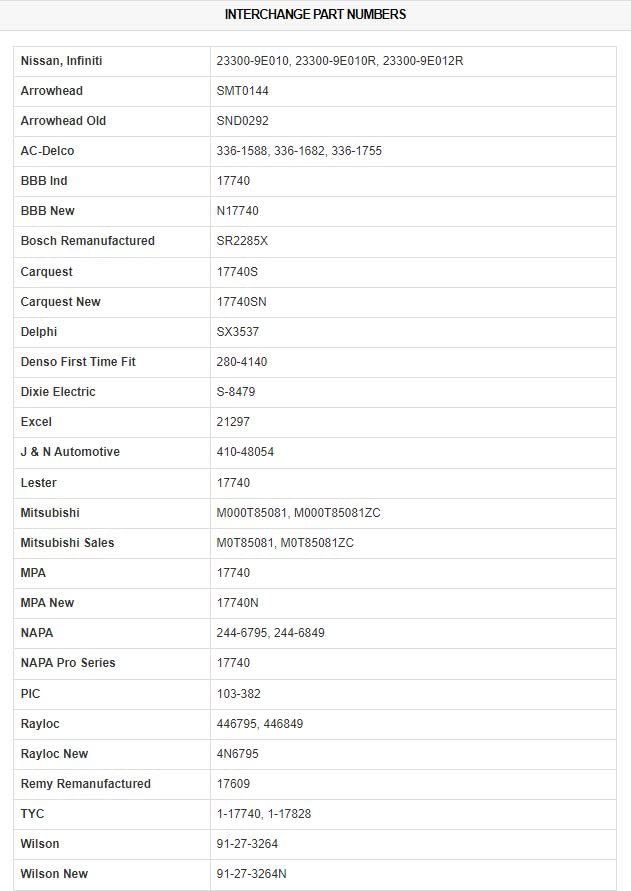 INTERCHANGE PART NUMBERS
Nissan, Infiniti 23300-9E010, 23300-9E010R, 23300-9E012R
Arrowhead SMT0144
Arrowhead Old SND0292
AC-Delco 336-1588, 336-1682, 336-1755
BBB Ind 17740
BBB New N17740
Bosch Remanufactured SR2285X
Carquest 17740S
Carquest New 17740SN
Delphi SX3537
Denso First Time Fit 280-4140
Dixie Electric S-8479
Excel 21297
J & N Automotive 410-48054
Lester 17740
Mitsubishi M000T85081, M000T85081ZC
Mitsubishi Sales M0T85081, M0T85081ZC
MPA 17740
MPA New 17740N
NAPA 244-6795, 244-6849
NAPA Pro Series 17740
PIC 103-382
Rayloc 446795, 446849
Rayloc New 4N6795
Remy Remanufactured 17609
TYC 1-17740, 1-17828
Wilson 91-27-3264
Wilson New 91-27-3264N